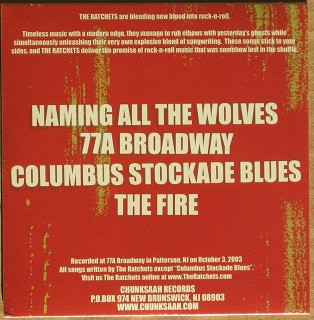 THE RATCHETS are bleeding new blood into rock-n-roll.
Timeless music with a modern edge, they manage to rub elbows with yesterday's ghosts while
simultaneously unleashing their very own explosive blend of songwriting. These songs stick to your
sides, and THE RATCHETS deliver the promise of rock-n-roll music that was somehow lost in the shuffle.
NAMING ALL THE WOLVES
77A BROADWAY
COLUMBUS STOCKADE BLUES
THE FIRE
Recorded at 77A Broadway in Patterson, NJ on October 3, 2003
All songs written by The Ratchets except "Columbus Stockade Blues".
Visit us The Ratchets online at www.TheRatchets.com
CHUNKSAAH RECORDS
P.O.BOX 974 NEW BRUNSWICK, NJ 08903
WWW.CHUNKSAAH.COM